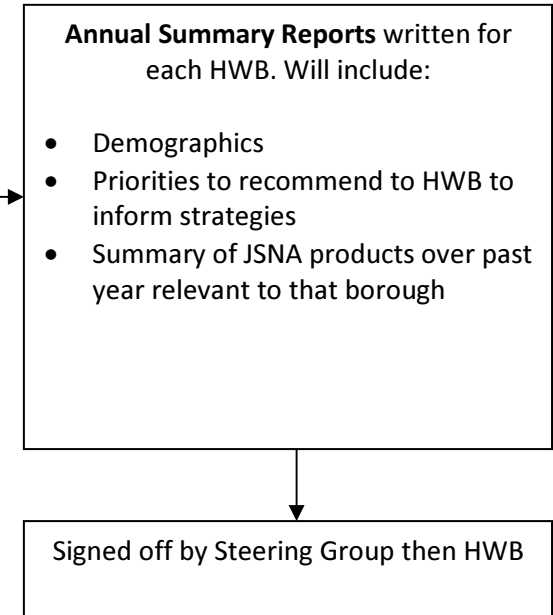 Annual Summary Reports written for
each HWB. Will include:
• Demographics
• Priorities to recommend to HWB to
inform strategies
• Summary of JSNA products over past
year relevant to that borough
Signed off by Steering Group then HWB